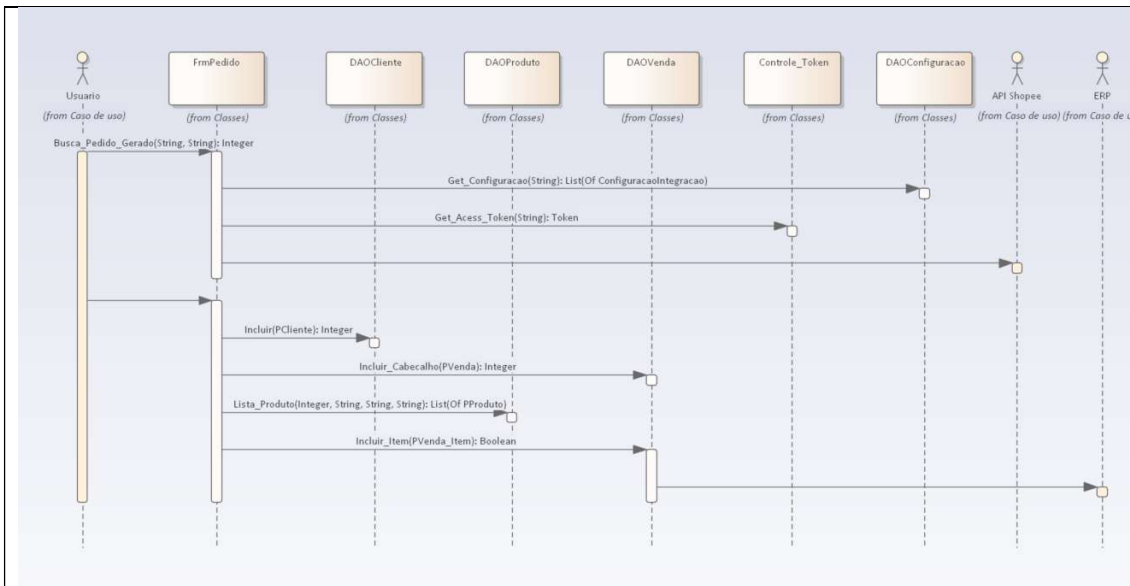 FrmPedido
DAOCliente
DAOProduto
DAOVenda
Controle_Token
DAOConfiguracao
Usuario
API Shopee
ERP
(from Caso de uso)
(from Classes)
(from Classes)
(from Classes)
(from Classes)
(from Classes)
(from Classes)
(from Caso de uso)
(from Caso de u
Busca_Pedido_Gerado(String, String): Integer
Get_Configuracao(String): List(Of ConfiguracaoIntegracao)
Get_Acess_Token(String): Token
Incluir(PCliente): Integer
Incluir_Cabecalho(PVenda): Integer
Lista_Produto(Integer, String, String, String): List(Of PProduto)
Incluir_Item(PVenda_Item): Boolean